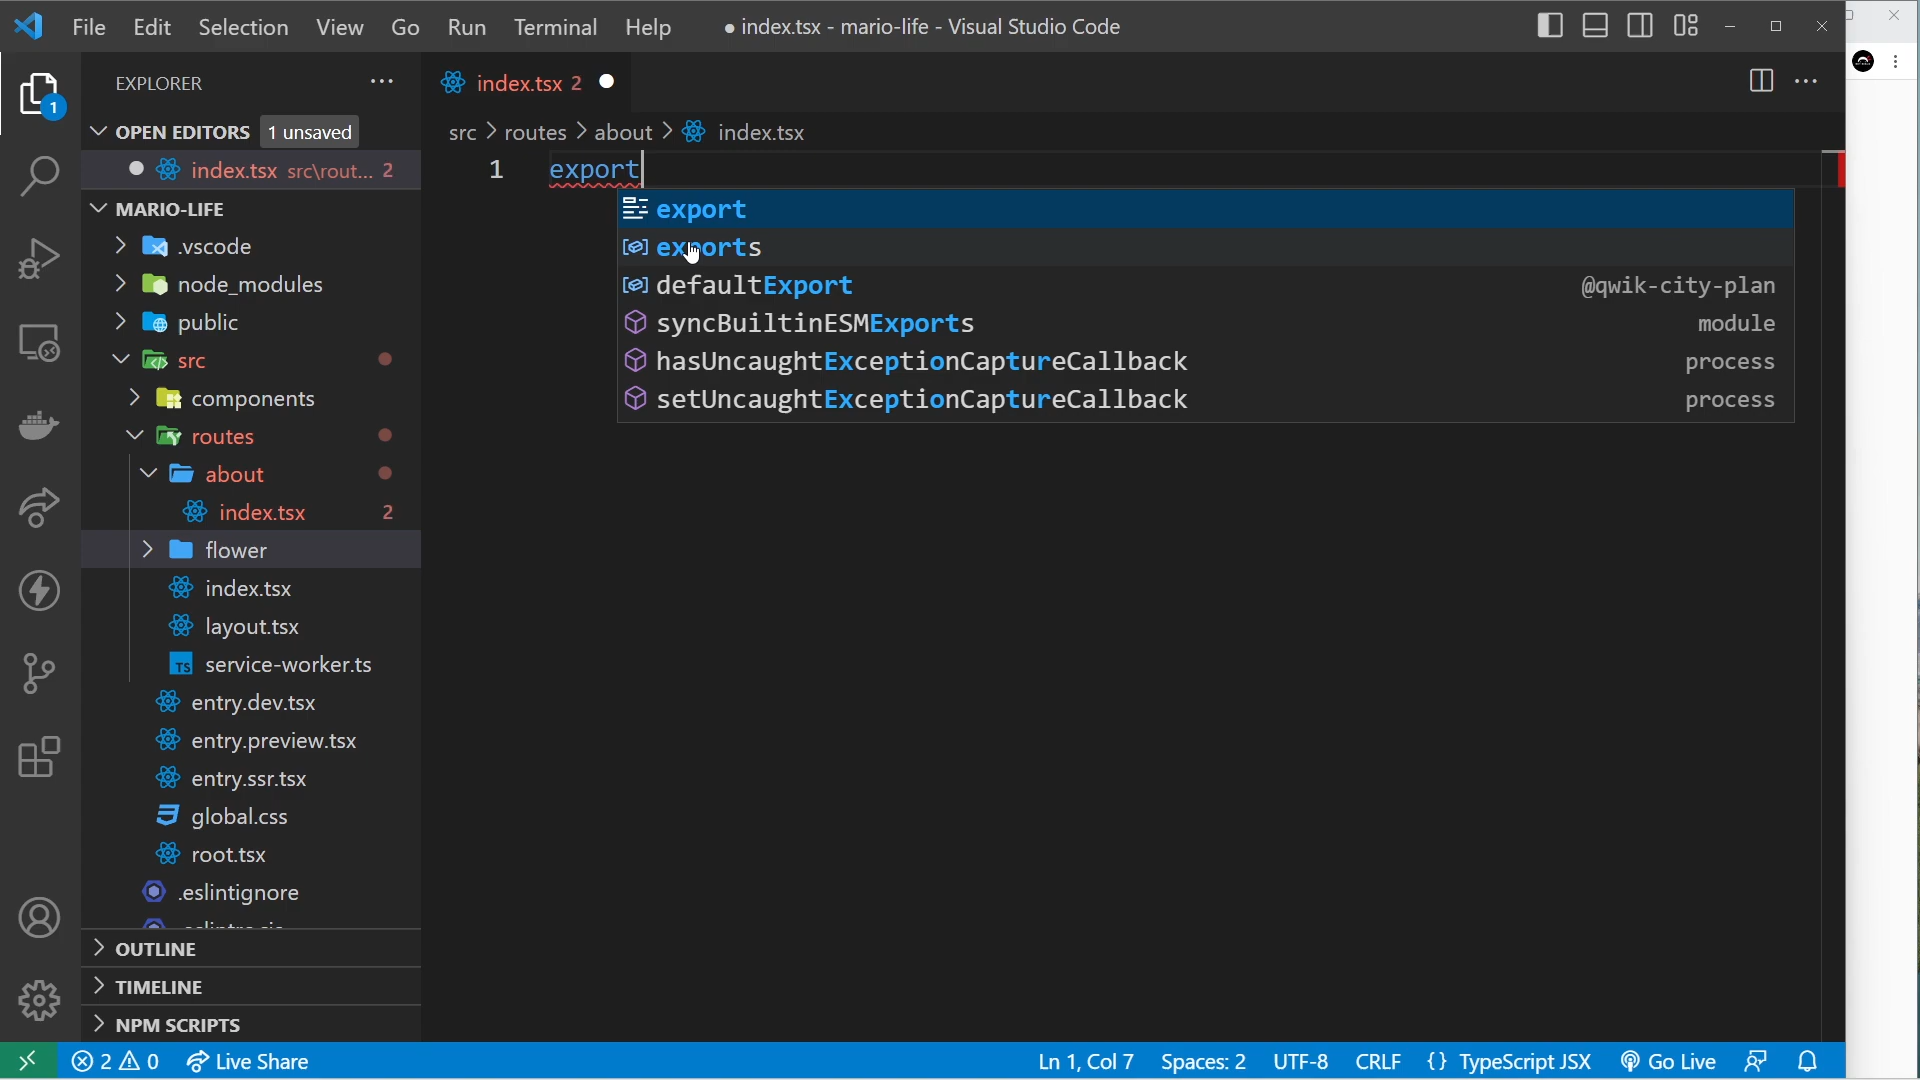 File Edit Selection View Go Run Terminal Help ● index.tsx - mario-life - Visual Studio Code
EXPLORER
index.tsx 2
1
OPEN EDITORS 1 unsaved
src > routes > about > index.tsx
index.tsx src\rout... 2
1 export
MARIO-LIFE
export
.vscode
exports
node_modules
defaultExport @qwik-city-plan
public
syncBuiltinESMExports module
src
hasUncaughtExceptionCaptureCallback process
components
setUncaughtExceptionCaptureCallback process
routes
about
index.tsx 2
flower
index.tsx
layout.tsx
TS service-worker.ts
entry.dev.tsx
entry.preview.tsx
entry.ssr.tsx
global.css
root.tsx
.eslintignore
OUTLINE
TIMELINE
NPM SCRIPTS
2 0 Live Share Ln 1, Col 7 Spaces: 2 UTF-8 CRLF {} TypeScript JSX Go Live